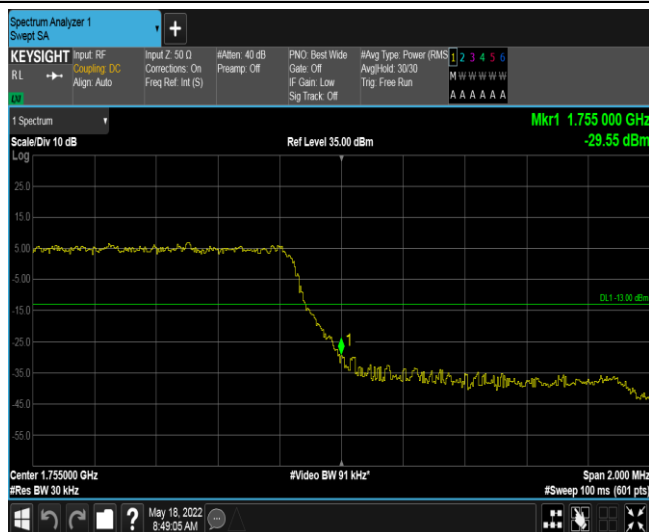 Spectrum Analyzer 1
Swept SA
+
KEYSIGHT
RL
LNI
Input: RF
Coupling: DC
Align: Auto
Input Z: 50 Ω
Corrections: On
Freq Ref: Int (S)
#Atten: 40 dB
Preamp: Off
PNO: Best Wide
Gate: Off
IF Gain: Low
Sig Track: Off
#Avg Type: Power (RMS
Avg|Hold: 30/30
Trig: Free Run
1 2 3 4 5 6
M W W W W W
A A A A A A
1 Spectrum
Scale/Div 10 dB
Ref Level 35.00 dBm
Mkr1 1.755 000 GHz
-29.55 dBm
Log
25.0
15.0
5.00
-5.00
DL1 -13.00 dBm
-15.0
1
-25.0
-35.0
-45.0
-55.0
Center 1.755000 GHz
#Video BW 91 kHz*
Span 2.000 MHz
#Res BW 30 kHz
#Sweep 100 ms (601 pts)
?
May 18, 2022
8:49:05 AM